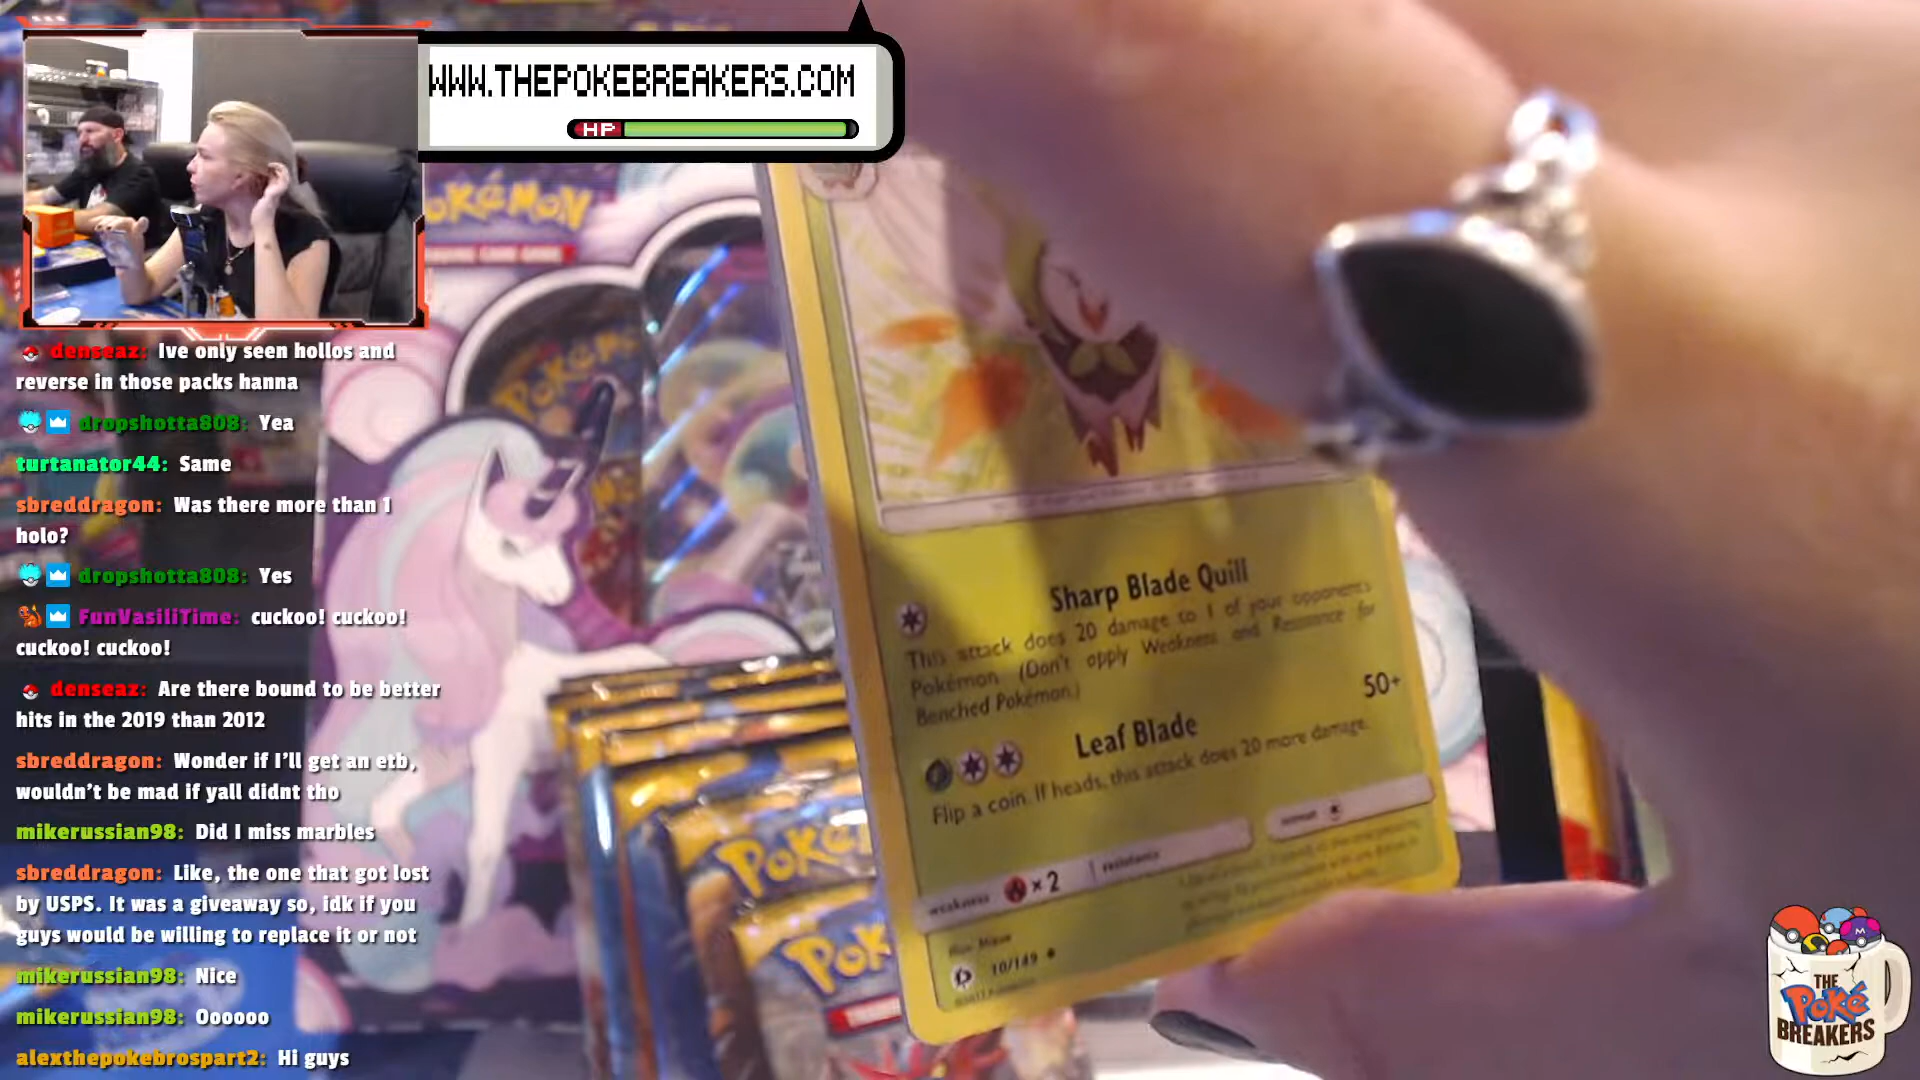 WWW.THEPOKEBREAKERS.COM
HP
denseaz: Ive only seen hollos and
reverse in those packs hanna
dropshotta808: Yea
turtanator44: Same
sbreddragon: Was there more than 1
holo?
dropshotta808: Yes
FunVasiliTime: cuckoo! cuckoo!
cuckoo! cuckoo!
denseaz: Are there bound to be better
hits in the 2019 than 2012
sbreddragon: Wonder if I'll get an etb,
wouldn't be mad if yall didnt tho
mikerussian98: Did I miss marbles
sbreddragon: Like, the one that got lost
by USPS. It was a giveaway so, idk if you
guys would be willing to replace it or not
mikerussian98: Nice
mikerussian98: Oooooo
alexthepokebrospart2: Hi guys
POKéMON
Sharp Blade Quill
This attack does 20 damage to 1 of your opponent's
Pokémon. (Don't apply Weakness and Resistance for
Benched Pokémon.)
Leaf Blade 50+
Flip a coin. If heads, this attack does 20 more damage.
weakness ×2 resistance retreat
10/149
THE
Poké
BREAKERS